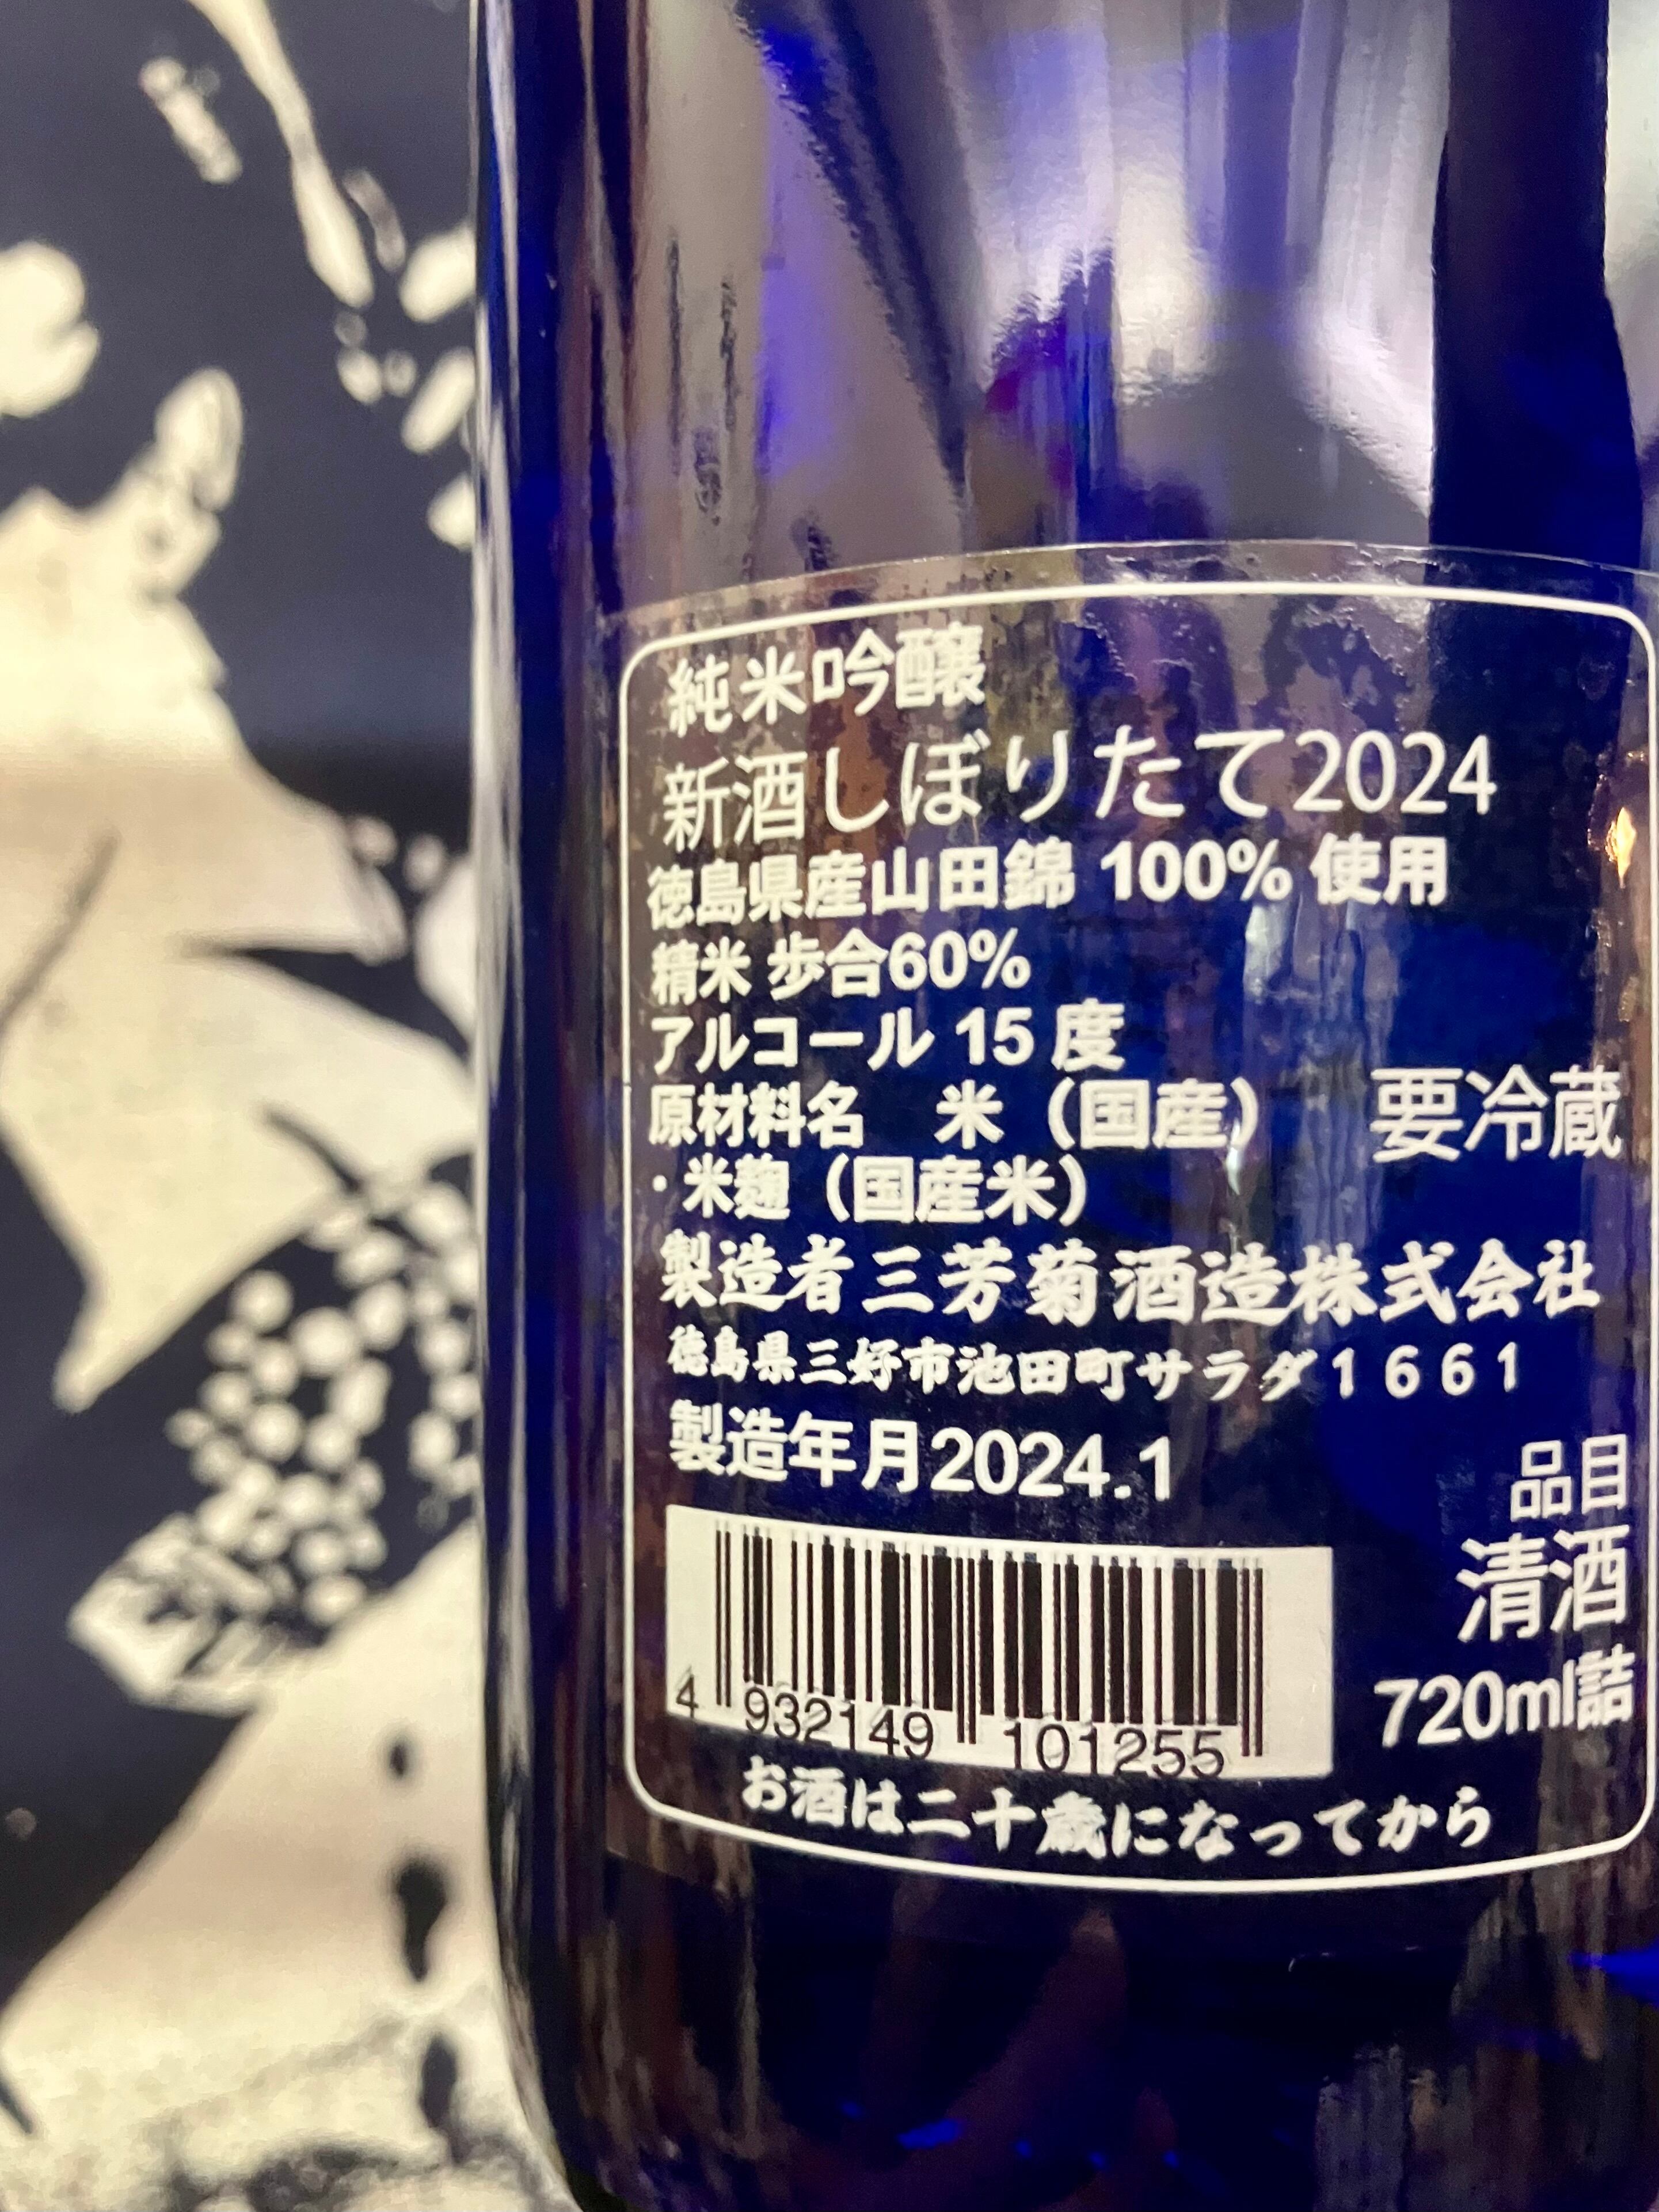 純米吟醸
新酒しぼりたて2024
徳島県産山田錦 100% 使用
精米 歩合60%
アルコール 15 度
原材料名　米（国産）
・米麹（国産米）
要冷蔵
製造者三芳菊酒造株式会社
徳島県三好市池田町サラダ1661
製造年月2024.1
品目
清酒
720ml詰
4 932149 101255
お酒は二十歳になってから